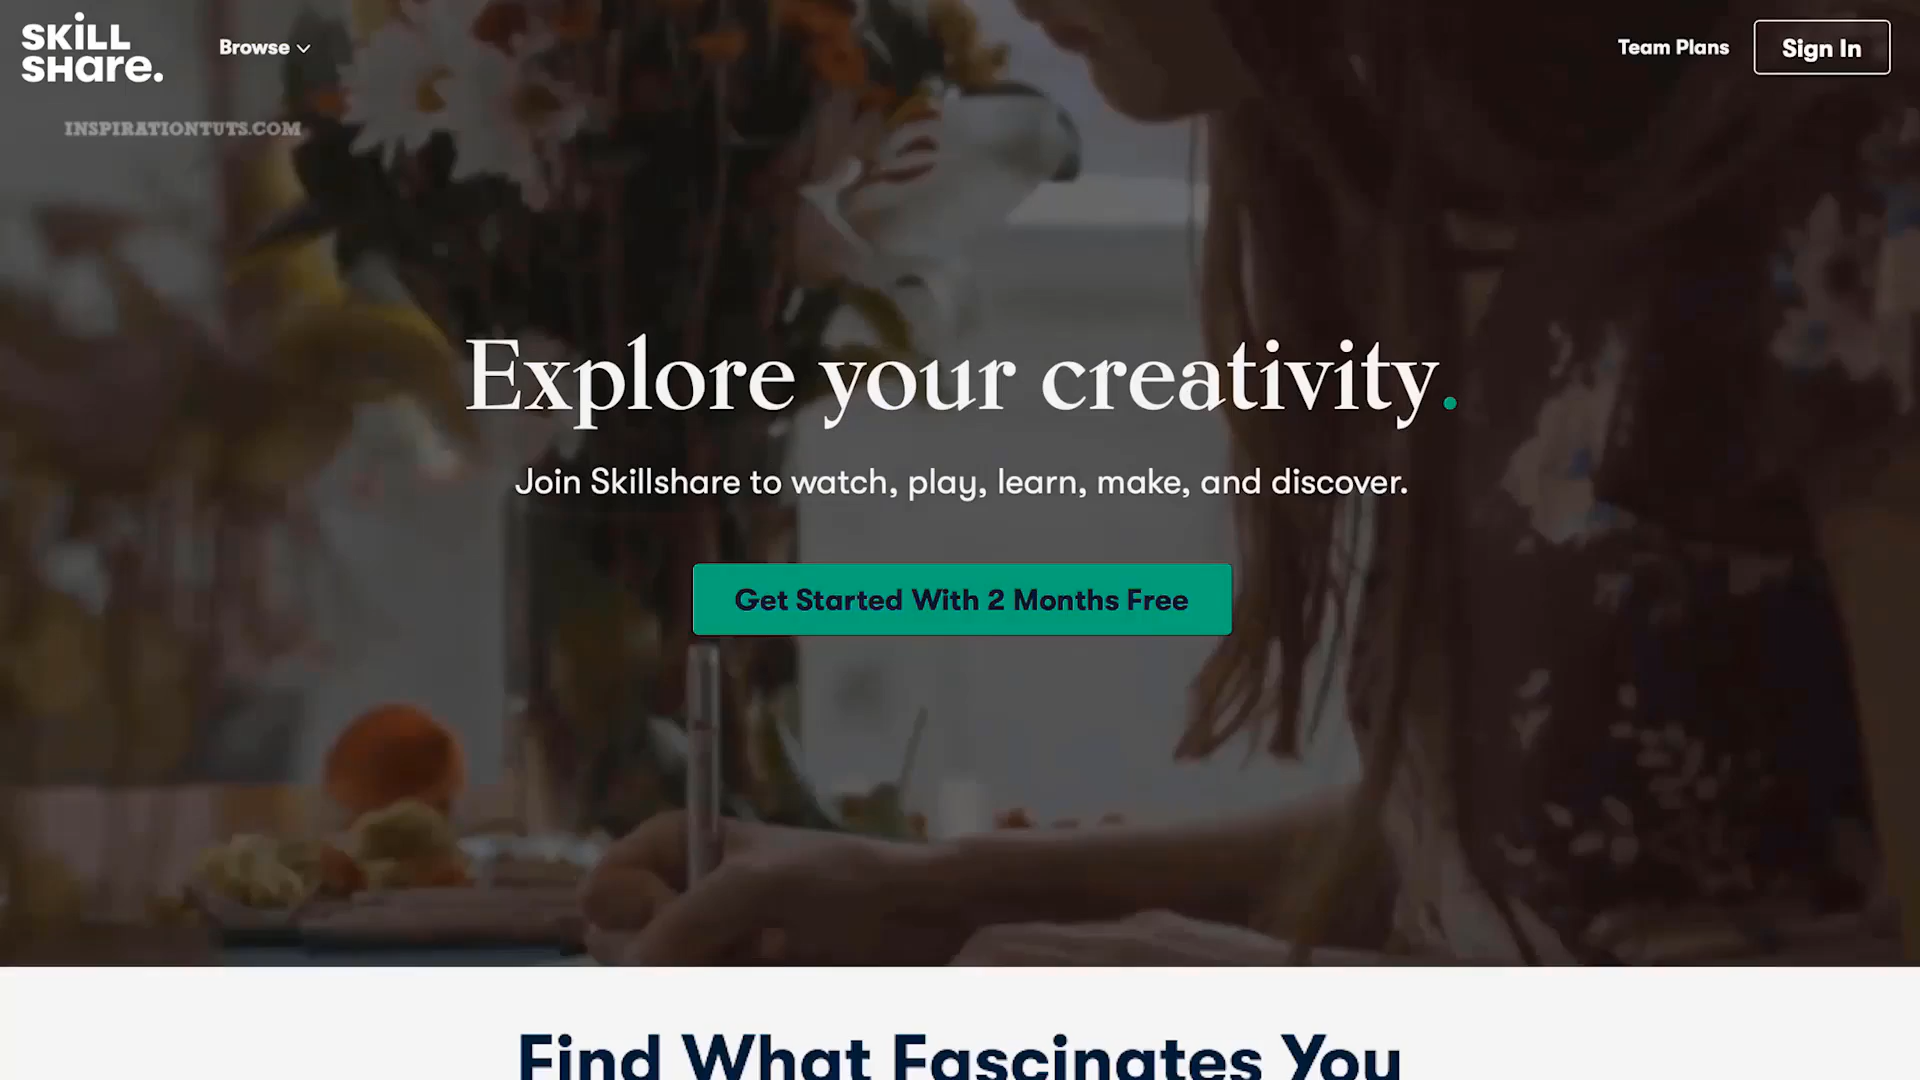 SKILL
SHare.
Browse
Team Plans
Sign In
INSPIRATIONTUTS.COM
Explore your creativity.
Join Skillshare to watch, play, learn, make, and discover.
Get Started With 2 Months Free
Find What Fascinates You